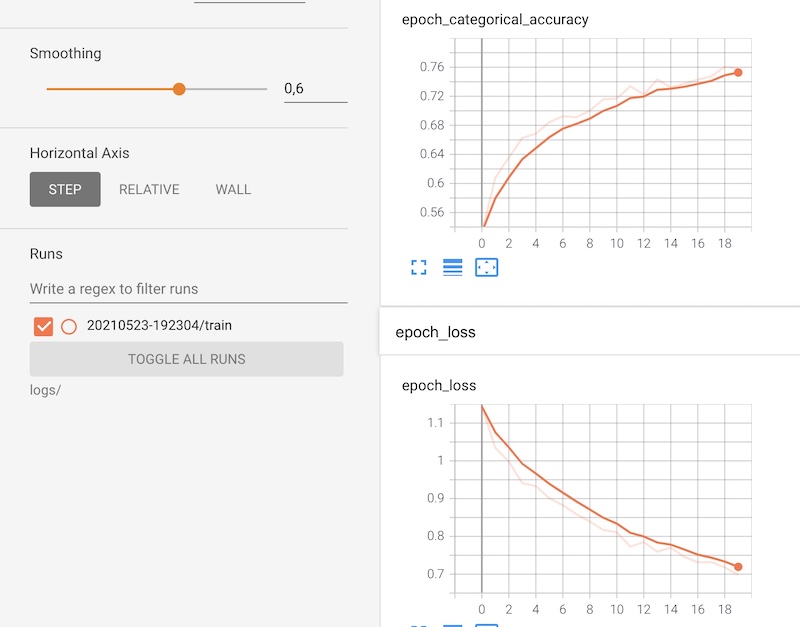 Smoothing
0,6
Horizontal Axis
STEP RELATIVE WALL
Runs
Write a regex to filter runs
20210523-192304/train
TOGGLE ALL RUNS
logs/
epoch_categorical_accuracy
0.76
0.72
0.68
0.64
0.6
0.56
0 2 4 6 8 10 12 14 16 18
epoch_loss
epoch_loss
1.1
1
0.9
0.8
0.7
0 2 4 6 8 10 12 14 16 18